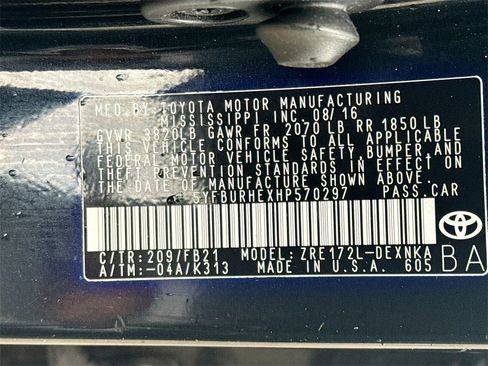 MFD. BY TOYOTA MOTOR MANUFACTURING
MISSISSIPPI INC. 08/16
GVWR 3820LB GAWR FR 2070 LB RR 1850 LB
THIS VEHICLE CONFORMS TO ALL APPLICABLE
FEDERAL MOTOR VEHICLE SAFETY BUMPER AND
THEFT PREVENTION STANDARDS IN EFFECT
ON THE DATE OF MANUFACTURE SHOWN ABOVE.
5YFBURHEXHP570297 PASS.CAR
C/TR: 209/FB21 MODEL: ZRE172L-DEXNKA
A/TM: -04A/K313 MADE IN U.S.A. 605
BA
TOYOTA